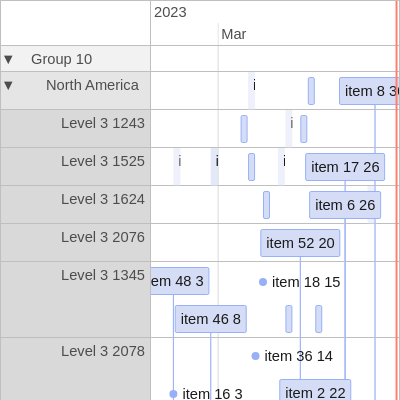 2023
Mar
▼ Group 10
▼ North America
i
item 8 3
Level 3 1243
i
Level 3 1525
i
i
i
item 17 26
Level 3 1624
item 6 26
Level 3 2076
item 52 20
Level 3 1345
em 48 3
item 18 15
item 46 8
Level 3 2078
item 36 14
item 16 3
item 2 22